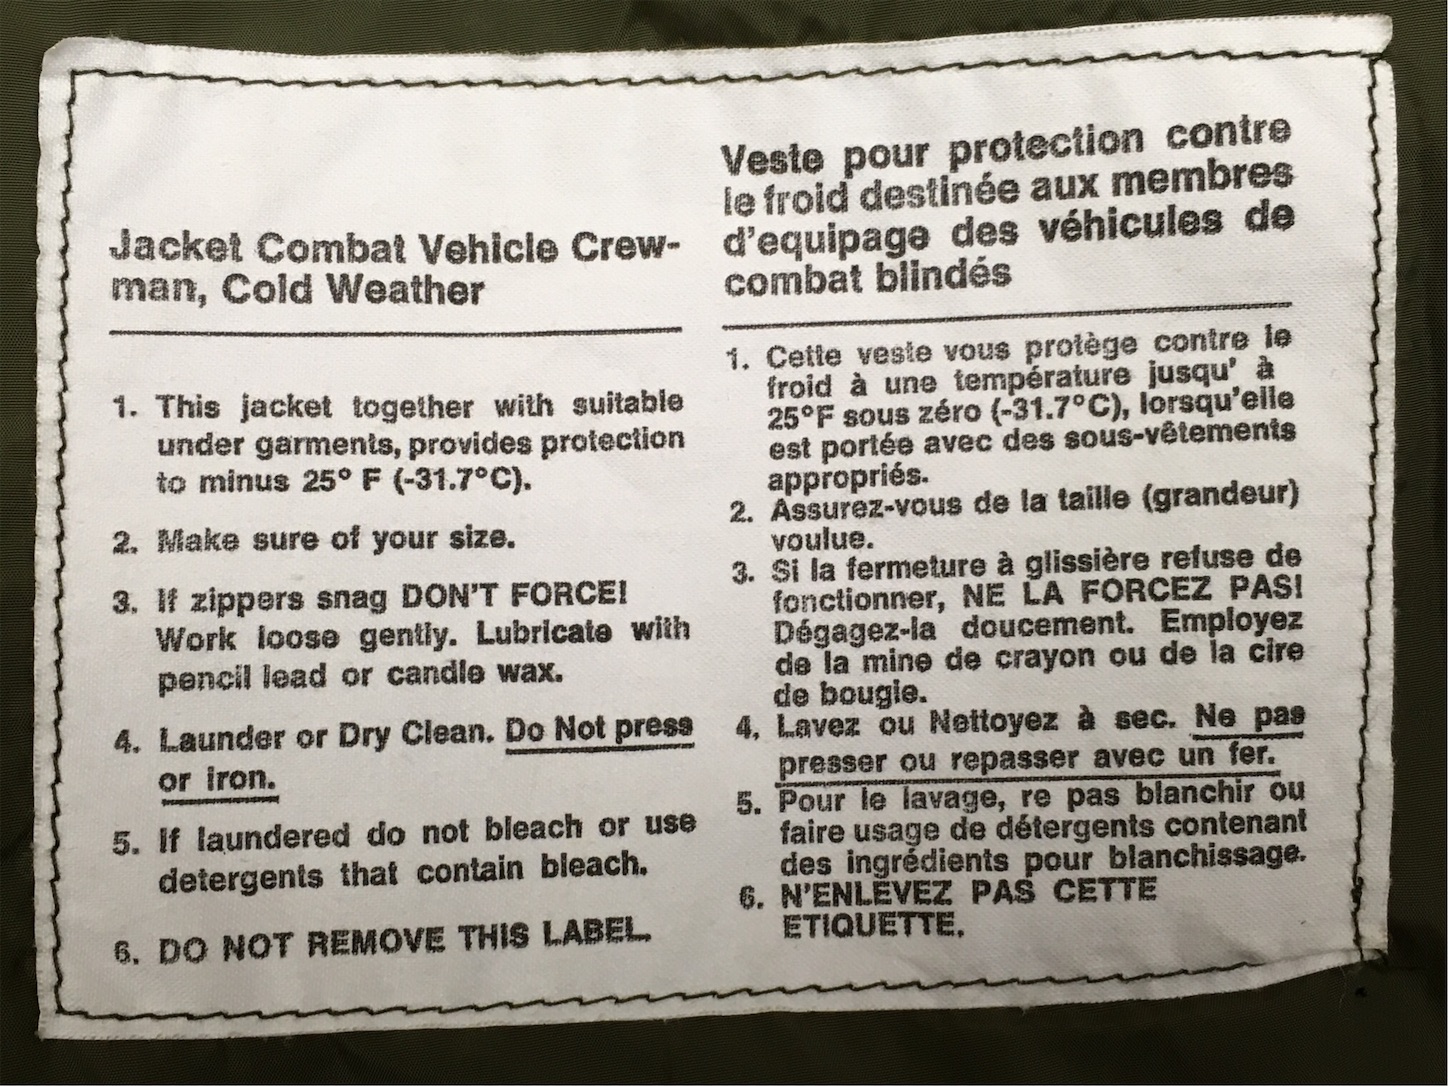 Jacket Combat Vehicle Crew-
man, Cold Weather
1. This jacket together with suitable
under garments, provides protection
to minus 25° F (-31.7°C).
2. Make sure of your size.
3. If zippers snag DON'T FORCE!
Work loose gently. Lubricate with
pencil lead or candle wax.
4. Launder or Dry Clean. Do Not press
or iron.
5. If laundered do not bleach or use
detergents that contain bleach.
6. DO NOT REMOVE THIS LABEL.
Veste pour protection contre
le froid destinée aux membres
d'equipage des véhicules de
combat blindés
1. Cette veste vous protège contre le
froid à une température jusqu' à
25°F sous zéro (-31.7°C), lorsqu'elle
est portée avec des sous-vêtements
appropriés.
2. Assurez-vous de la taille (grandeur)
voulue.
3. Si la fermeture à glissière refuse de
fonctionner, NE LA FORCEZ PAS!
Dégagez-la doucement. Employez
de la mine de crayon ou de la cire
de bougie.
4. Lavez ou Nettoyez à sec. Ne pas
presser ou repasser avec un fer.
5. Pour le lavage, re pas blanchir ou
faire usage de détergents contenant
des ingrédients pour blanchissage.
6. N'ENLEVEZ PAS CETTE
ETIQUETTE.